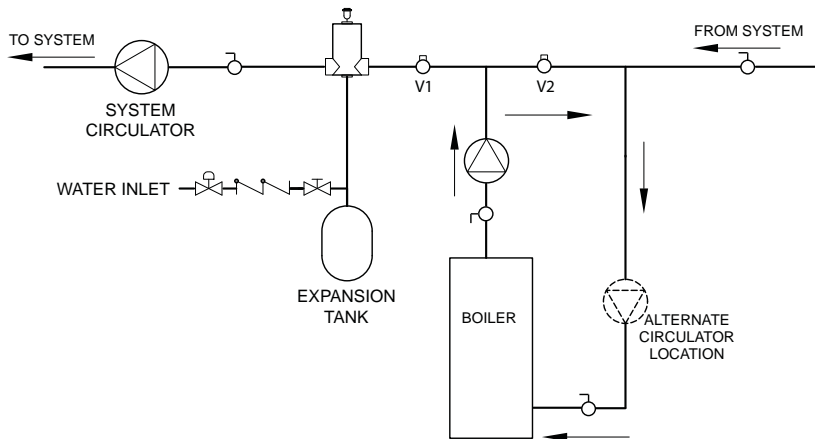 TO SYSTEM
FROM SYSTEM
SYSTEM
CIRCULATOR
V1
V2
WATER INLET
EXPANSION
TANK
BOILER
ALTERNATE
CIRCULATOR
LOCATION